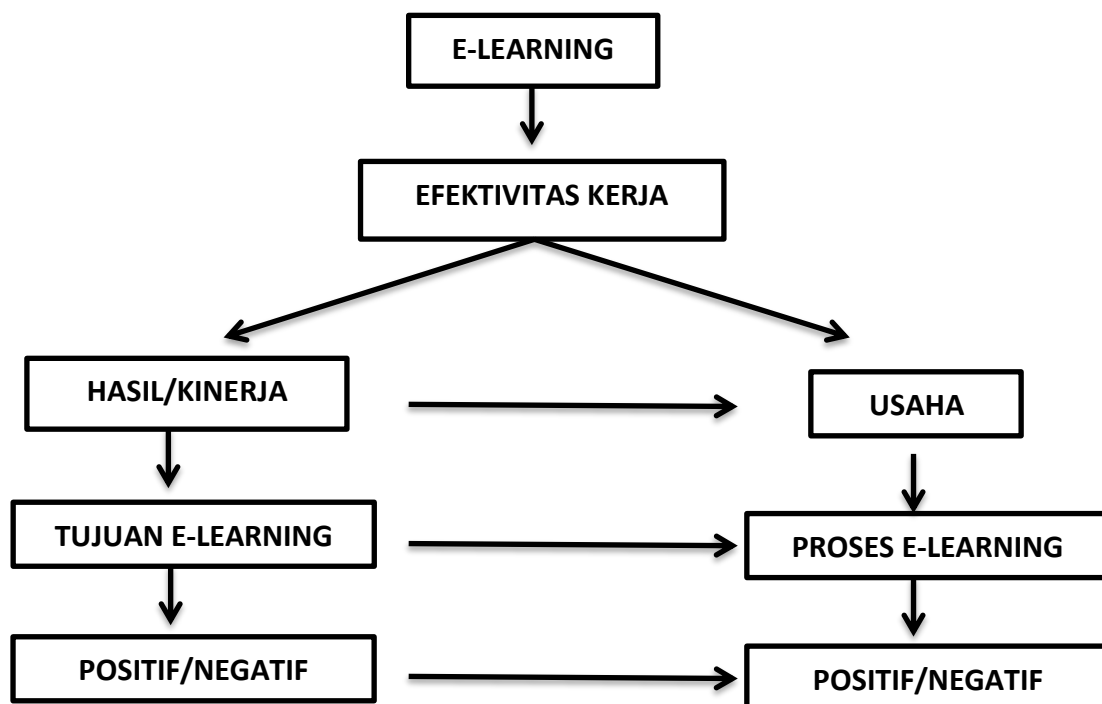 E-LEARNING
EFEKTIVITAS KERJA
HASIL/KINERJA
USAHA
TUJUAN E-LEARNING
PROSES E-LEARNING
POSITIF/NEGATIF
POSITIF/NEGATIF